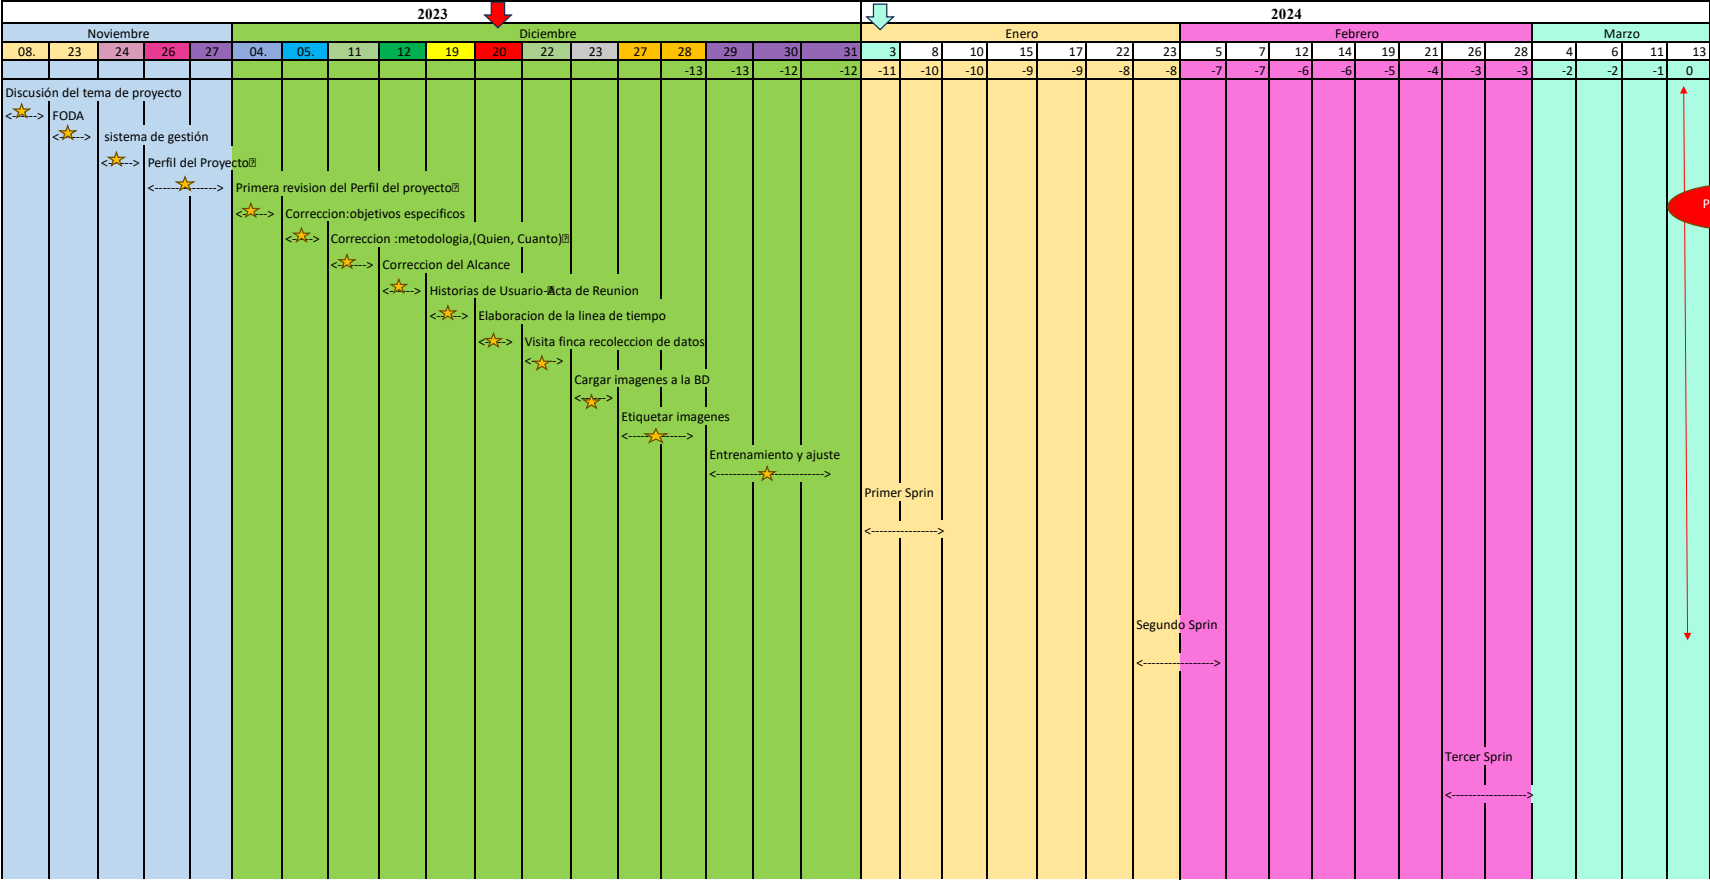 2023 2024
Noviembre Diciembre Enero Febrero Marzo
08. 23 24 26 27 04. 05. 11 12 19 20 22 23 27 28 29 30 31 3 8 10 15 17 22 23 5 7 12 14 19 21 26 28 4 6 11 13
-13 -13 -12 -12 -11 -10 -10 -9 -9 -8 -8 -7 -7 -6 -6 -5 -4 -3 -3 -2 -2 -1 0
Discusión del tema de proyecto
<-----> FODA
<-----> sistema de gestión
<-----> Perfil del Proyecto
<------------> Primera revision del Perfil del proyecto
P
<-----> Correccion:objetivos especificos
<-----> Correccion :metodologia,(Quien, Cuanto)
<-----> Correccion del Alcance
<-----> Historias de Usuario- Acta de Reunion
<-----> Elaboracion de la linea de tiempo
<-----> Visita finca recoleccion de datos
<----->
Cargar imagenes a la BD
<----->
Etiquetar imagenes
<------------>
Entrenamiento y ajuste
<----------------------->
Primer Sprin
<---------------->
Segundo Sprin
<----------------->
Tercer Sprin
<------------------>